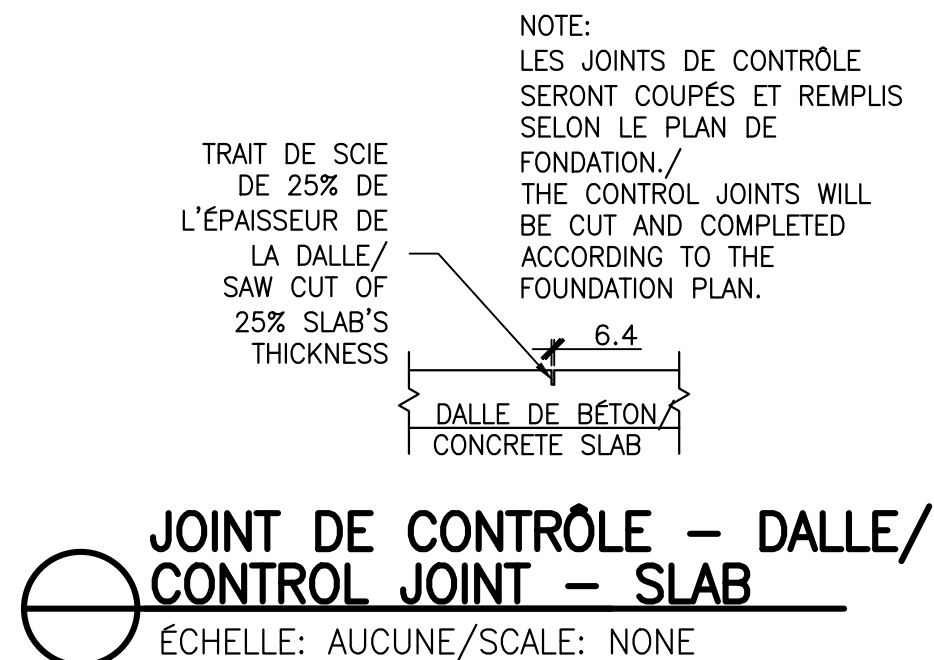 NOTE:
LES JOINTS DE CONTRÔLE
SERONT COUPÉS ET REMPLIS
SELON LE PLAN DE
FONDATION./
THE CONTROL JOINTS WILL
BE CUT AND COMPLETED
ACCORDING TO THE
FOUNDATION PLAN.
TRAIT DE SCIE
DE 25% DE
L'ÉPAISSEUR DE
LA DALLE/
SAW CUT OF
25% SLAB'S
THICKNESS
6.4
DALLE DE BÉTON/
CONCRETE SLAB
JOINT DE CONTRÔLE – DALLE/
CONTROL JOINT – SLAB
ÉCHELLE: AUCUNE/SCALE: NONE